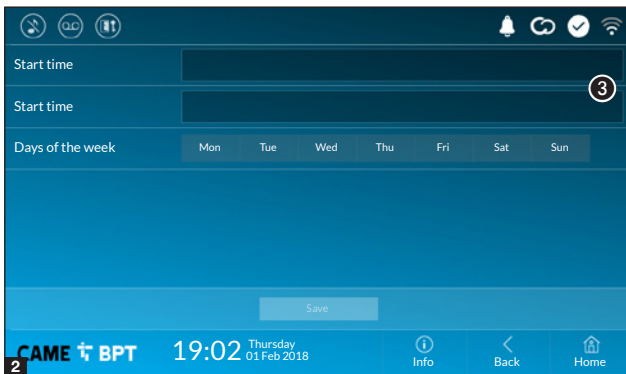 Start time
3
Start time
Days of the week Mon Tue Wed Thu Fri Sat Sun
Save
CAME BPT 19:02 Thursday 01 Feb 2018 Info Back Home
2